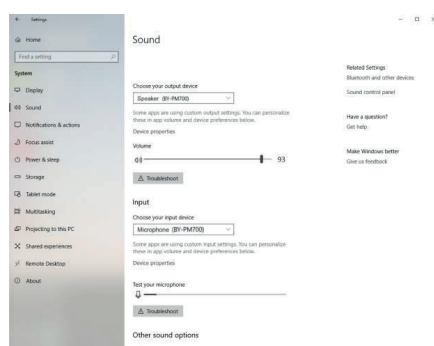 Settings
Home
Find a setting
System
Display
Sound
Notifications & actions
Focus assist
Power & sleep
Storage
Tablet mode
Multitasking
Projecting to this PC
Shared experiences
Remote Desktop
About
Sound
Choose your output device
Speaker (BY-PM700)
Some apps are using custom output settings. You can personalize
these in app volume and device preferences below.
Device properties
Volume
93
Troubleshoot
Input
Choose your input device
Microphone (BY-PM700)
Some apps are using custom input settings. You can personalize
these in app volume and device preferences below.
Device properties
Test your microphone
Troubleshoot
Other sound options
Related Settings
Bluetooth and other devices
Sound control panel
Have a question?
Get help
Make Windows better
Give us feedback